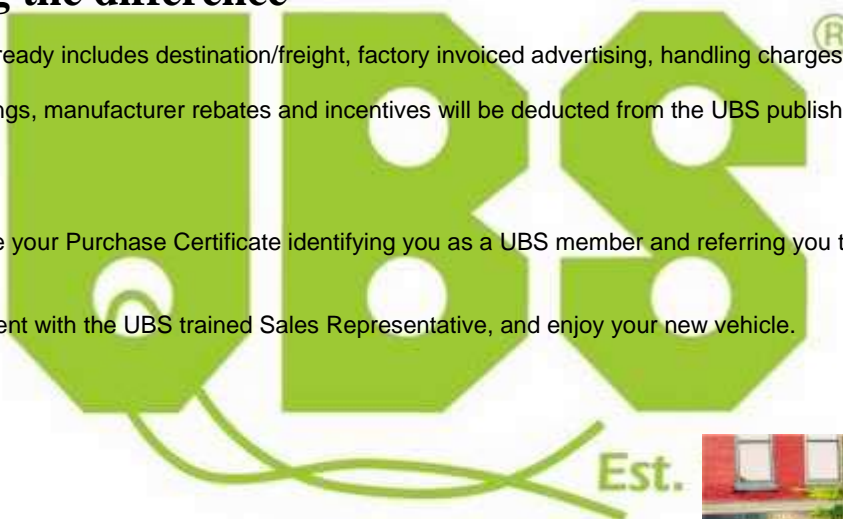 the difference
ready includes destination/freight, factory invoiced advertising, handling charges
ngs, manufacturer rebates and incentives will be deducted from the UBS publish
e your Purchase Certificate identifying you as a UBS member and referring you t
ent with the UBS trained Sales Representative, and enjoy your new vehicle.
UBS®
Est.